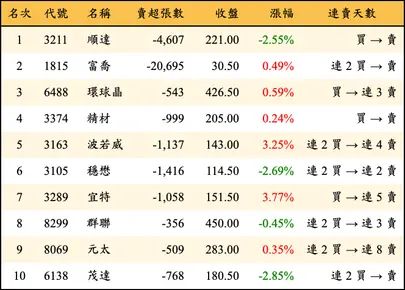 名次 代號 名稱 賣超張數 收盤 漲幅 連賣天數
1 3211 順達 -4,607 221.00 -2.55% 買 → 賣
2 1815 富喬 -20,695 30.50 0.49% 連 2 買 → 賣
3 6488 環球晶 -543 426.50 0.59% 買 → 連 3 賣
4 3374 精材 -999 205.00 0.24% 買 → 賣
5 3163 波若威 -1,137 143.00 3.25% 連 2 買 → 連 4 賣
6 3105 穩懋 -1,416 114.50 -2.69% 連 2 買 → 連 2 賣
7 3289 宜特 -1,058 151.50 3.77% 買 → 連 5 賣
8 8299 群聯 -356 450.00 -0.45% 連 2 買 → 連 3 賣
9 8069 元太 -509 283.00 0.35% 連 2 買 → 連 8 賣
10 6138 茂達 -768 180.50 -2.85% 連 2 買 → 賣